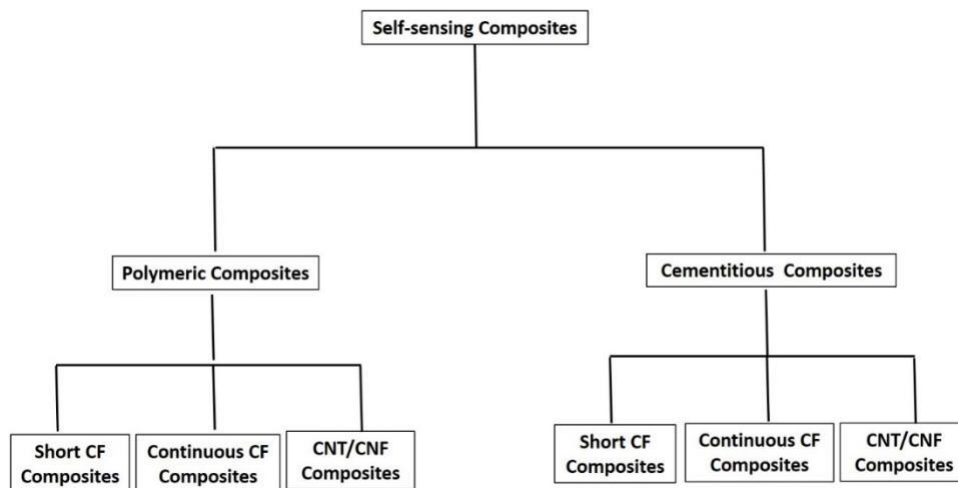 Self-sensing Composites
Polymeric Composites
Cementitious Composites
Short CF
Composites
Continuous CF
Composites
CNT/CNF
Composites
Short CF
Composites
Continuous CF
Composites
CNT/CNF
Composites